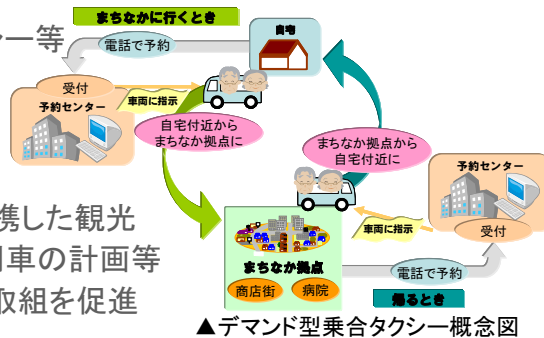 まちなかに行くとき
シー等
電話で予約
自宅
受付
予約センター
車両に指示
自宅付近から
まちなか拠点に
まちなか拠点から
自宅付近に
予約センター
車両に指示
受付
携した観光
車の計画等
取組を促進
まちなか拠点
商店街
病院
電話で予約
帰るとき
▲デマンド型乗合タクシー概念図